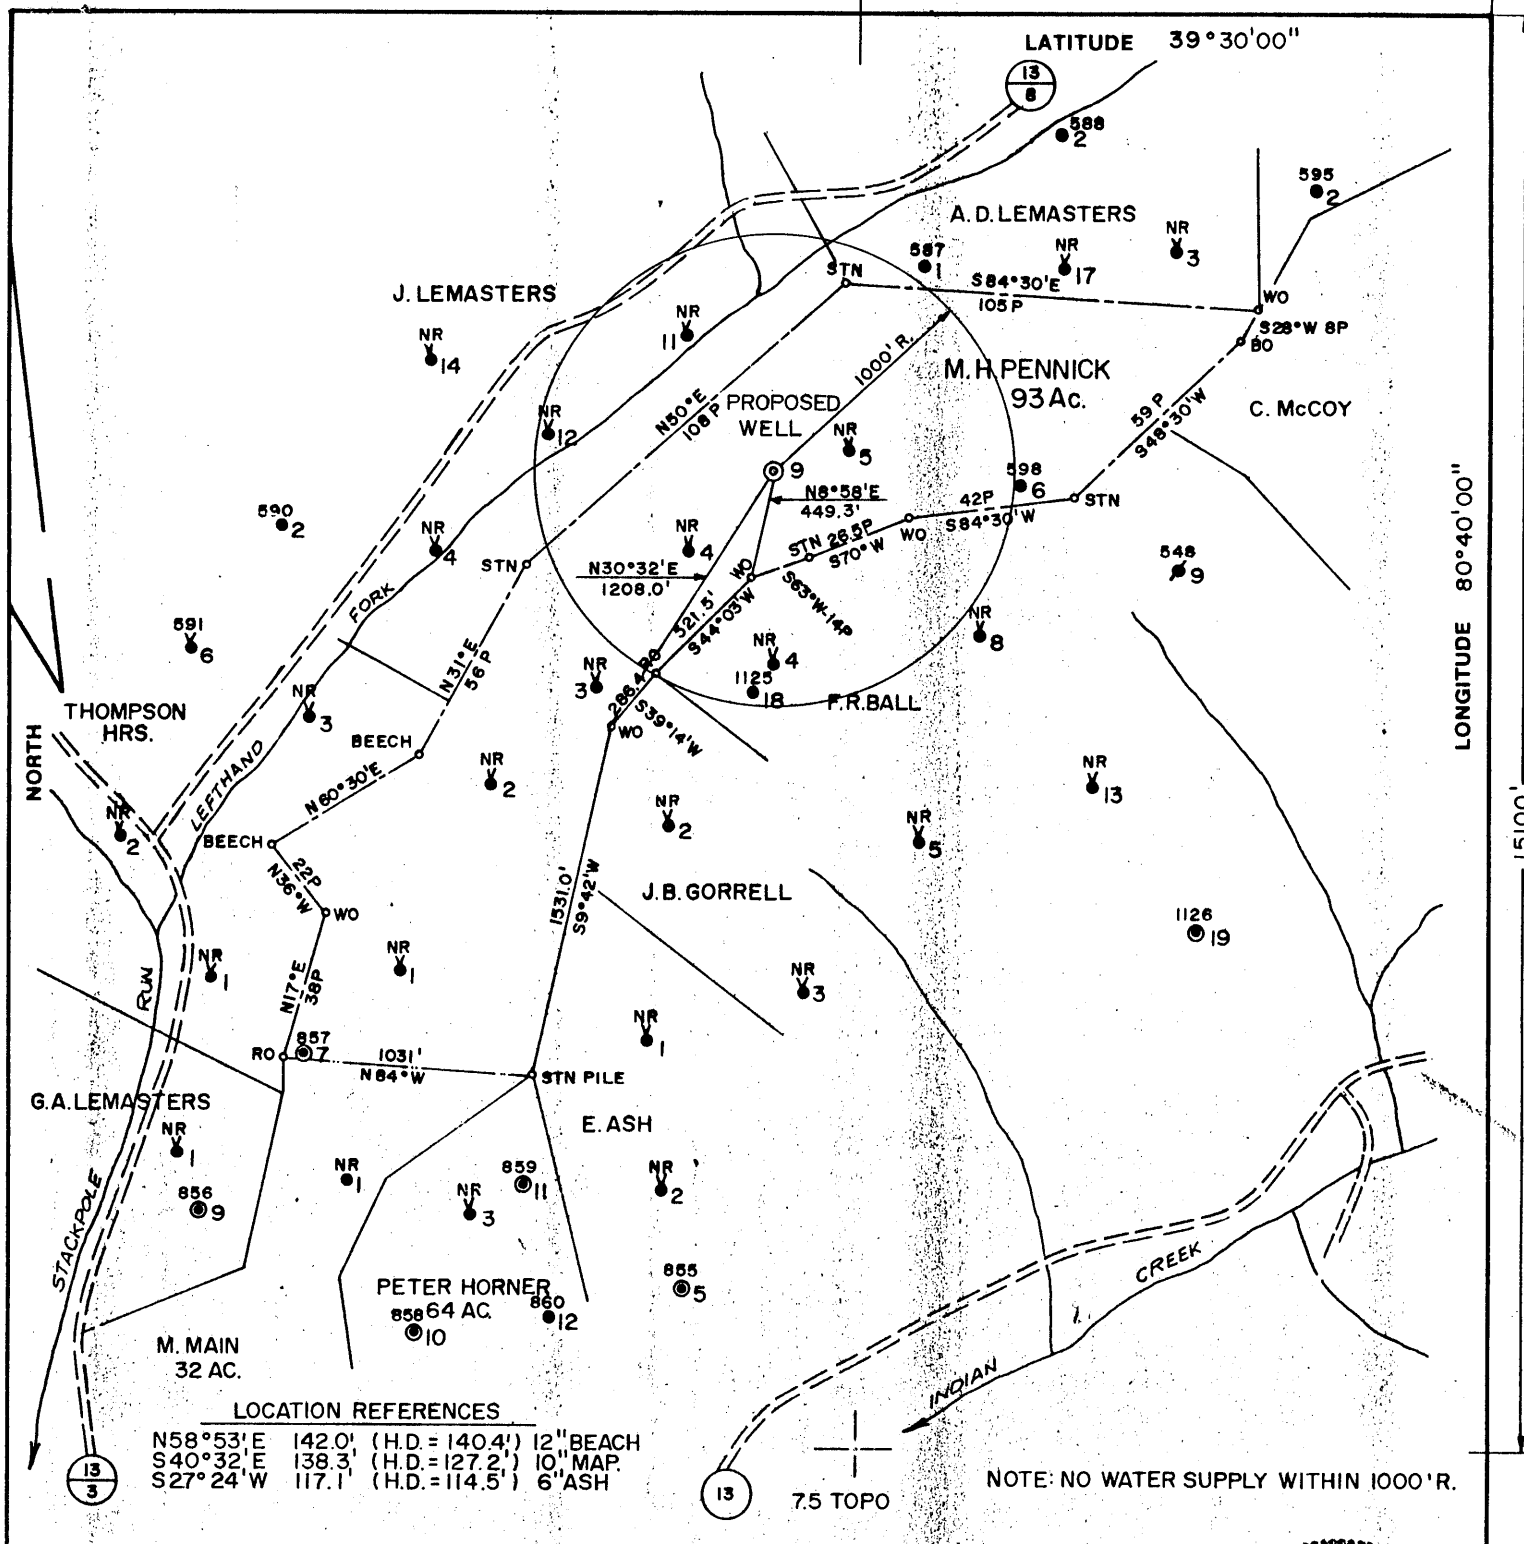 LATITUDE 39°30'00"
13
8
588
2
595
2
A.D. LEMASTERS
NR
3
NR
17
587
1
STN
S84°30'E
105 P
WO
S28°W 8P
BO
J. LEMASTERS
NR
14
NR
11
1000' R.
M.H. PENNICK
93 Ac.
C. McCOY
59 P
S48°30'W
N50°E
108 P
PROPOSED
WELL
9
NR
12
NR
5
598
6
N8°58'E
449.3'
42P
S84°30'W
STN
590
2
NR
4
NR
4
STN
STN 26.5P
S70°W
WO
WO
548
9
N30°32'E
1208.0'
S63°W-14P
521.5'
S44°03'W
LONGITUDE 80°40'00"
591
6
FORK
N31°E
56 P
NR
8
NR
4
NR
3
1125
18
F.R. BALL
286.4
RO
S39°14'W
WO
THOMPSON
HRS.
NR
3
NORTH
LEFTHAND
BEECH
N60°30'E
NR
2
NR
13
NR
2
BEECH
NR
2
NR
5
22P
N36°W
WO
1531.0'
S9°42'W
J.B. GORRELL
1126
19
NR
1
NR
1
NR
3
RUN
N17°E
38P
857
7
RO
1031'
N84°W
STN PILE
NR
1
G.A. LEMASTERS
E. ASH
NR
1
NR
1
859
11
NR
2
856
9
NR
3
STACKPOLE
CREEK
PETER HORNER
64 AC.
858
10
860
12
855
5
M. MAIN
32 AC.
INDIAN
LOCATION REFERENCES
N58°53'E 142.0' (H.D.=140.4') 12" BEACH
S40°32'E 138.3' (H.D.=127.2') 10" MAP.
S27°24'W 117.1' (H.D.=114.5') 6" ASH
13
3
13
7.5 TOPO
NOTE: NO WATER SUPPLY WITHIN 1000' R.